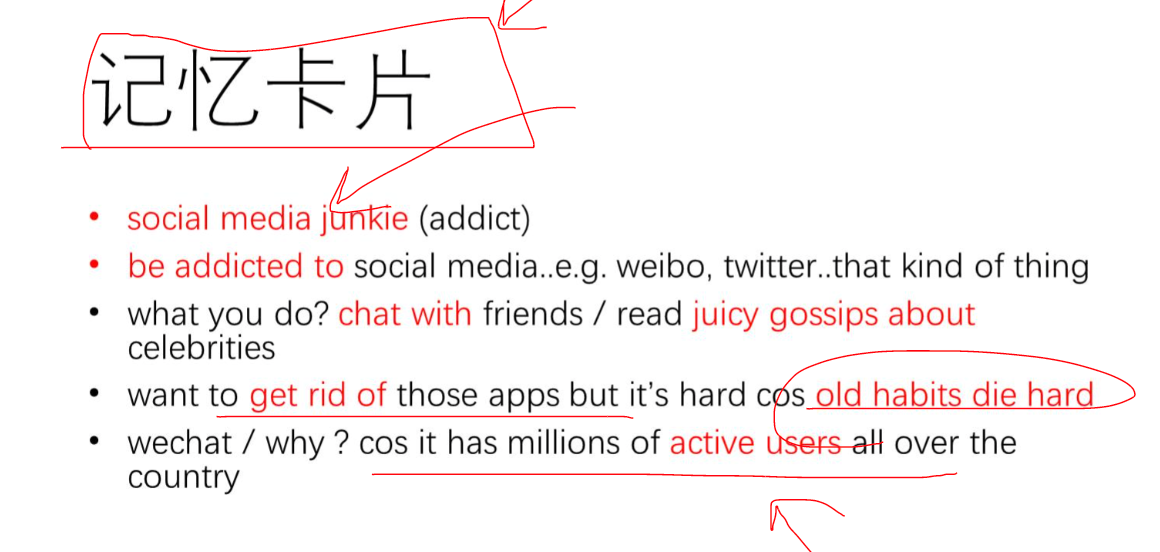 记忆卡片
• social media junkie (addict)
• be addicted to social media..e.g. weibo, twitter..that kind of thing
• what you do? chat with friends / read juicy gossips about
celebrities
• want to get rid of those apps but it’s hard cos old habits die hard
• wechat / why ? cos it has millions of active users all over the
country